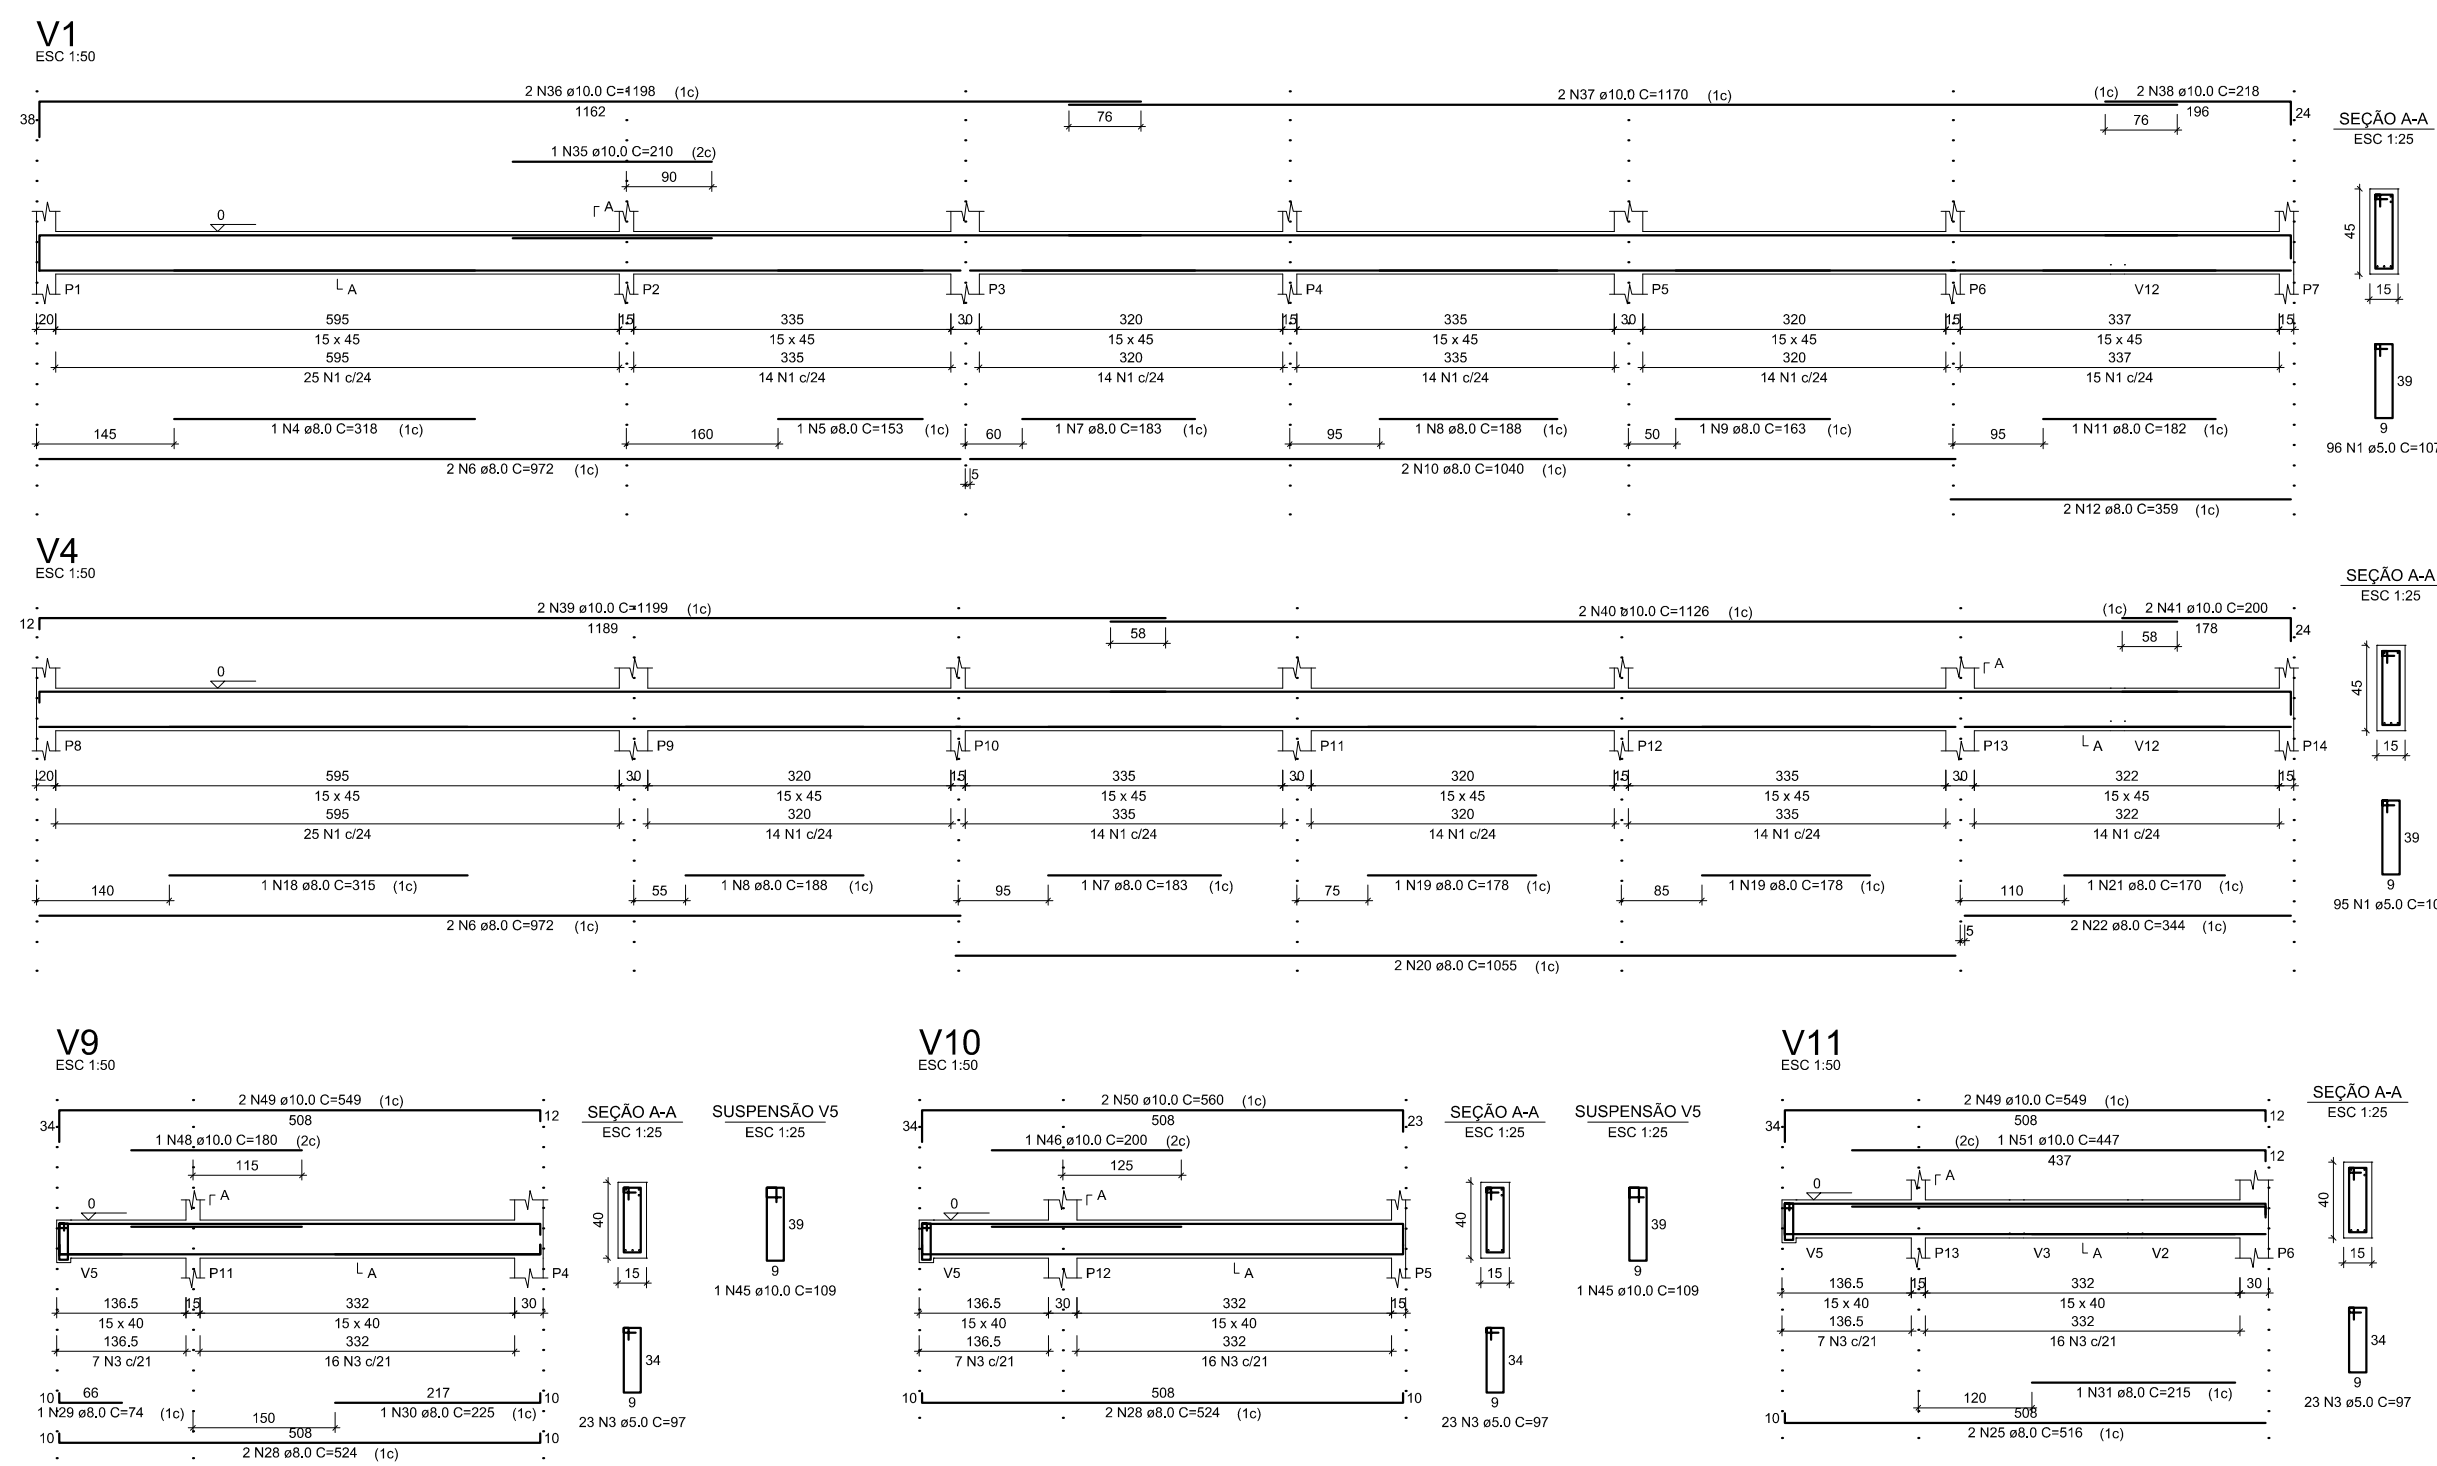 V1
ESC 1:50
2 N36 ø10.0 C=1198 (1c)
1162
38
2 N37 ø10.0 C=1170 (1c)
76
(1c) 2 N38 ø10.0 C=218
196
76
24
1 N35 ø10.0 C=210 (2c)
90
SEÇÃO A-A
ESC 1:25
A
0
45
15
P1
A
P2
P3
P4
P5
P6
V12
P7
20 595 15 335 30 320 15 335 30 320 15 337 15
15 x 45 15 x 45 15 x 45 15 x 45 15 x 45 15 x 45
595 335 320 335 320 337
25 N1 c/24 14 N1 c/24 14 N1 c/24 14 N1 c/24 14 N1 c/24 15 N1 c/24
39
9
96 N1 ø5.0 C=107
145 1 N4 ø8.0 C=318 (1c)
160 1 N5 ø8.0 C=153 (1c)
60 1 N7 ø8.0 C=183 (1c)
95 1 N8 ø8.0 C=188 (1c)
50 1 N9 ø8.0 C=163 (1c)
95 1 N11 ø8.0 C=182 (1c)
2 N6 ø8.0 C=972 (1c)
5
2 N10 ø8.0 C=1040 (1c)
2 N12 ø8.0 C=359 (1c)
V4
ESC 1:50
2 N39 ø10.0 C=1199 (1c)
1189
12
2 N40 ø10.0 C=1126 (1c)
58
(1c) 2 N41 ø10.0 C=200
178
58
24
SEÇÃO A-A
ESC 1:25
0
A
45
15
P8
P9
P10
P11
P12
P13
A
V12
P14
20 595 30 320 15 335 30 320 15 335 30 322 15
15 x 45 15 x 45 15 x 45 15 x 45 15 x 45 15 x 45
595 320 335 320 335 322
25 N1 c/24 14 N1 c/24 14 N1 c/24 14 N1 c/24 14 N1 c/24 14 N1 c/24
39
9
95 N1 ø5.0 C=10
140 1 N18 ø8.0 C=315 (1c)
55 1 N8 ø8.0 C=188 (1c)
95 1 N7 ø8.0 C=183 (1c)
75 1 N19 ø8.0 C=178 (1c)
85 1 N19 ø8.0 C=178 (1c)
110 1 N21 ø8.0 C=170 (1c)
2 N6 ø8.0 C=972 (1c)
2 N20 ø8.0 C=1055 (1c)
5
2 N22 ø8.0 C=344 (1c)
V9
ESC 1:50
2 N49 ø10.0 C=549 (1c)
508
34
12
1 N48 ø10.0 C=180 (2c)
115
A
0
V5
P11
A
P4
136.5 15 332 30
15 x 40 15 x 40
136.5 332
7 N3 c/21 16 N3 c/21
10 66 217 10
1 N29 ø8.0 C=74 (1c) 1 N30 ø8.0 C=225 (1c)
150
10 508 10
2 N28 ø8.0 C=524 (1c)
SEÇÃO A-A
ESC 1:25
40
15
34
9
23 N3 ø5.0 C=97
SUSPENSÃO V5
ESC 1:25
39
9
1 N45 ø10.0 C=109
V10
ESC 1:50
2 N50 ø10.0 C=560 (1c)
508
34
23
1 N46 ø10.0 C=200 (2c)
125
A
0
V5
P12
A
P5
136.5 30 332 15
15 x 40 15 x 40
136.5 332
7 N3 c/21 16 N3 c/21
10 508 10
2 N28 ø8.0 C=524 (1c)
SEÇÃO A-A
ESC 1:25
40
15
34
9
23 N3 ø5.0 C=97
SUSPENSÃO V5
ESC 1:25
39
9
1 N45 ø10.0 C=109
V11
ESC 1:50
2 N49 ø10.0 C=549 (1c)
508
34
12
(2c) 1 N51 ø10.0 C=447
437
12
A
0
V5
P13
V3
A
V2
P6
136.5 15 332 30
15 x 40 15 x 40
136.5 332
7 N3 c/21 16 N3 c/21
1 N31 ø8.0 C=215 (1c)
120
10 508
2 N25 ø8.0 C=516 (1c)
SEÇÃO A-A
ESC 1:25
40
15
34
9
23 N3 ø5.0 C=97